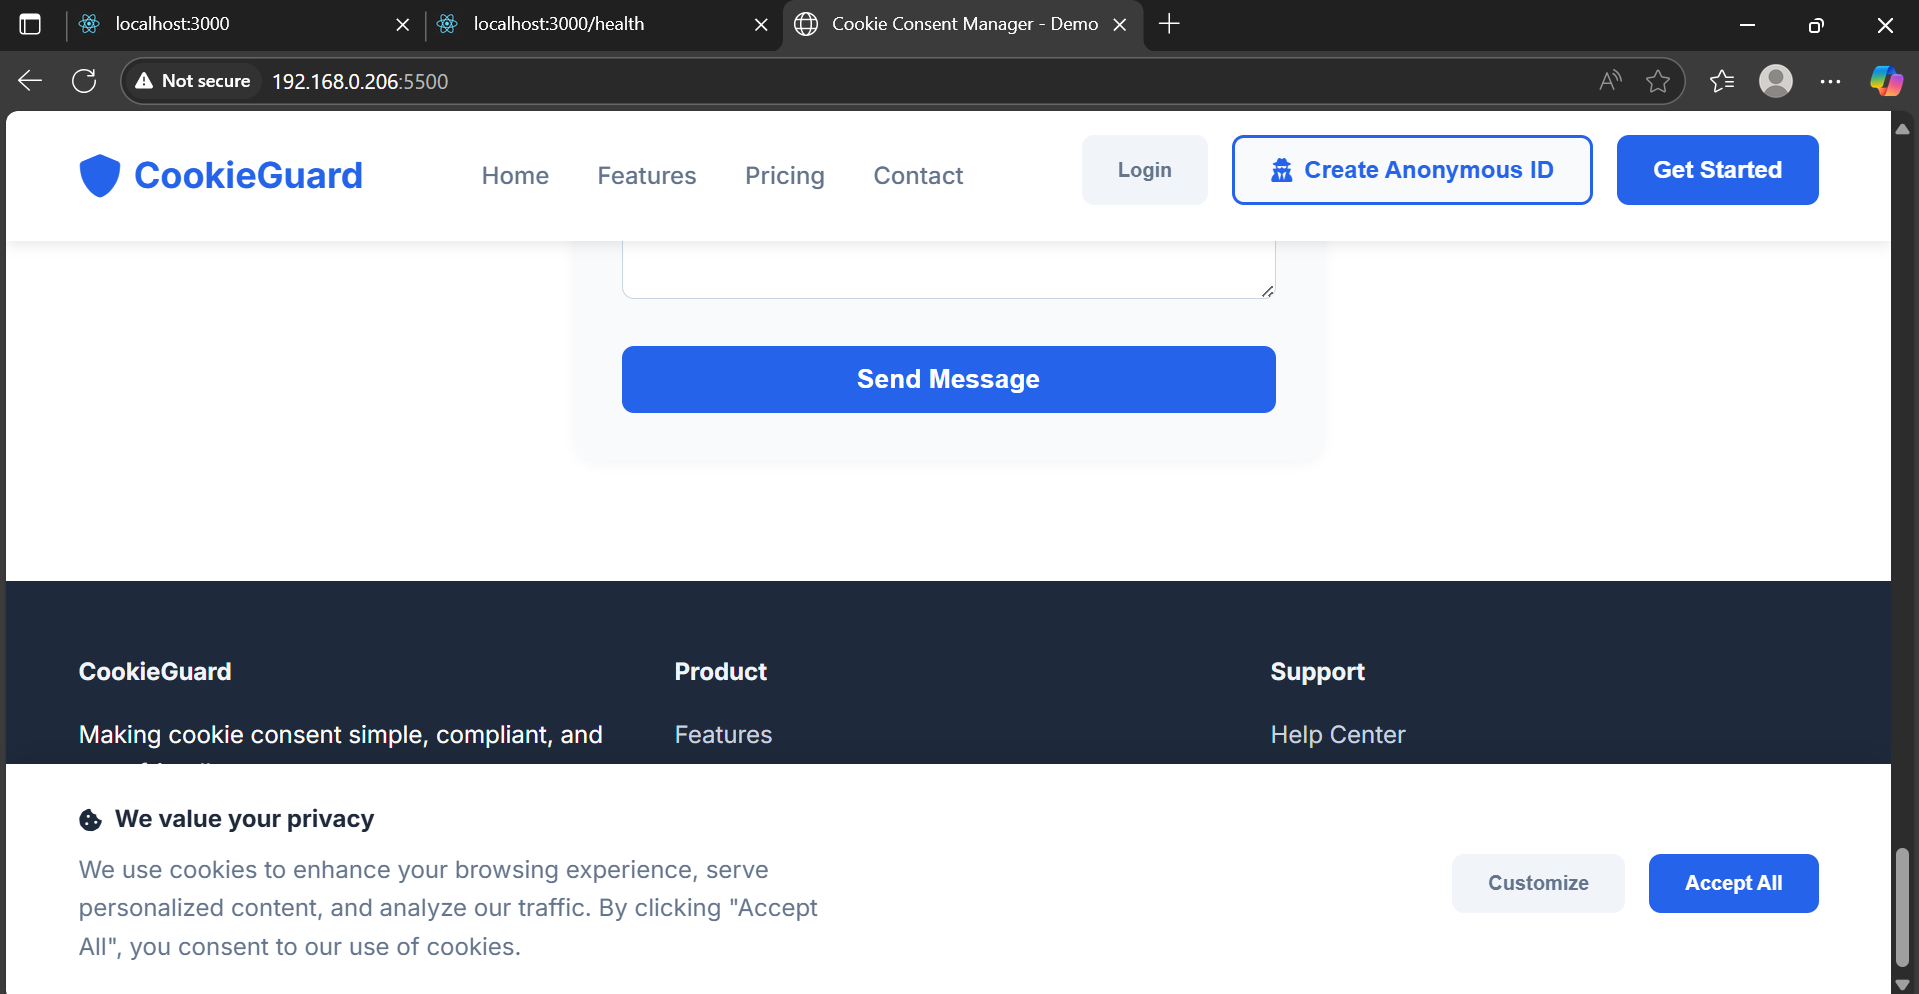 localhost:3000
localhost:3000/health
Cookie Consent Manager - Demo
Not secure
192.168.0.206:5500
CookieGuard
Home
Features
Pricing
Contact
Login
Create Anonymous ID
Get Started
Send Message
CookieGuard
Product
Support
Making cookie consent simple, compliant, and
Features
Help Center
We value your privacy
We use cookies to enhance your browsing experience, serve
personalized content, and analyze our traffic. By clicking "Accept
All", you consent to our use of cookies.
Customize
Accept All